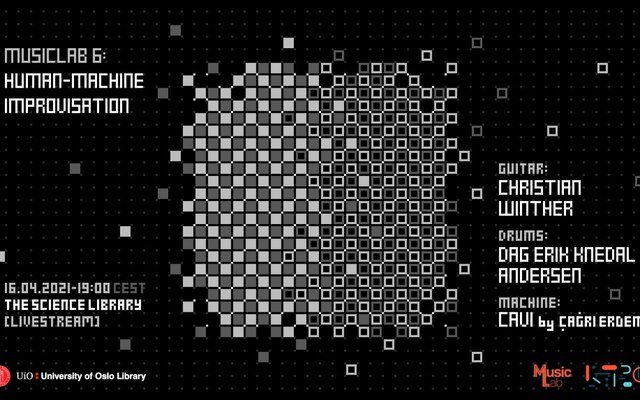 MUSICLAB 6:
HUMAN-MACHINE
IMPROVISATION
GUITAR:
CHRISTIAN
WINTHER
DRUMS:
DAG ERIK KNEDAL
ANDERSEN
MACHINE:
CAVI by ÇAĞRI ERDEM
16.04.2021-19:00 CEST
THE SCIENCE LIBRARY
[LIVESTREAM]
UiO : University of Oslo Library
Music
Lab